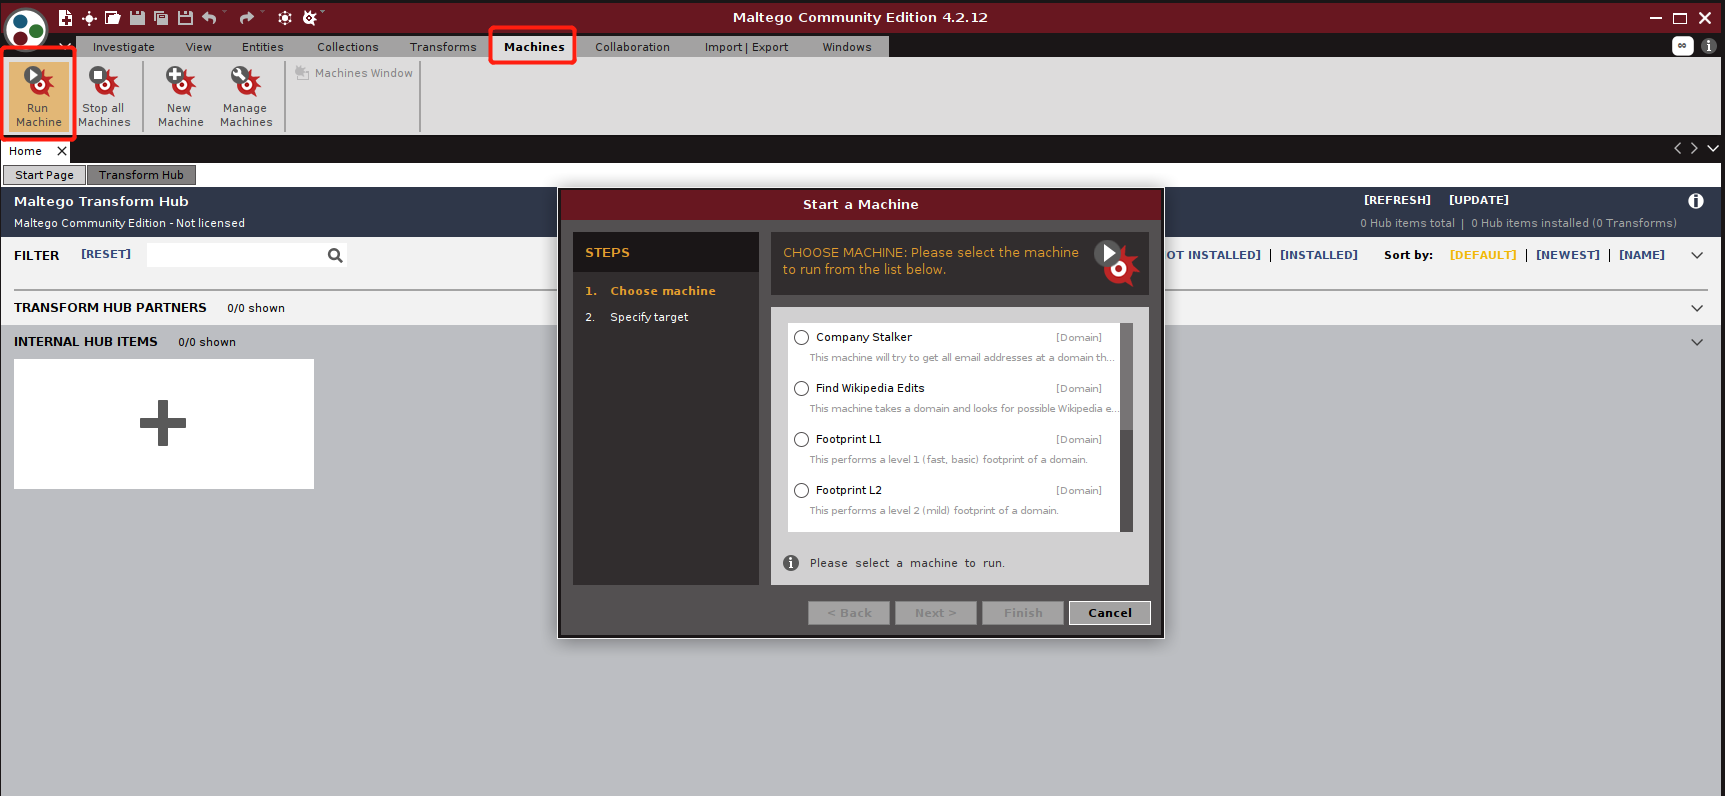 Maltego Community Edition 4.2.12
Investigate View Entities Collections Transforms Machines Collaboration Import | Export Windows
Run Machine
Stop all Machines
New Machine
Manage Machines
Machines Window
Home
Start Page Transform Hub
Maltego Transform Hub
Maltego Community Edition - Not licensed
[REFRESH] [UPDATE]
0 Hub items total | 0 Hub items installed (0 Transforms)
FILTER [RESET]
OT INSTALLED] | [INSTALLED] Sort by: [DEFAULT] | [NEWEST] | [NAME]
TRANSFORM HUB PARTNERS 0/0 shown
INTERNAL HUB ITEMS 0/0 shown
Start a Machine
STEPS
1. Choose machine
2. Specify target
CHOOSE MACHINE: Please select the machine
to run from the list below.
Company Stalker [Domain]
This machine will try to get all email addresses at a domain th...
Find Wikipedia Edits [Domain]
This machine takes a domain and looks for possible Wikipedia e...
Footprint L1 [Domain]
This performs a level 1 (fast, basic) footprint of a domain.
Footprint L2 [Domain]
This performs a level 2 (mild) footprint of a domain.
Please select a machine to run.
< Back Next > Finish Cancel